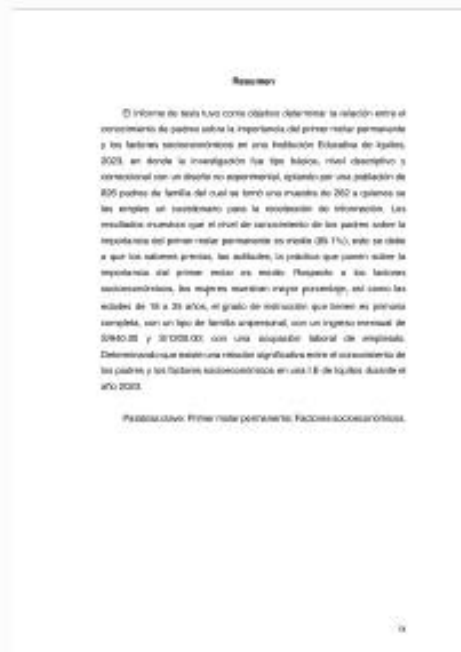 Resumen
El informe de tesis tuvo como objetivo determinar la relación entre el
conocimiento de padres sobre la importancia del primer molar permanente
y los factores socioeconómicos en una Institución Educativa de Iquitos,
2023, en donde la investigación fue tipo básica, nivel descriptivo y
correlacional con un diseño no experimental, optando por una población de
826 padres de familia del cual se tomó una muestra de 262 a quienes se
les emplea un cuestionario para la recolección de información. Los
resultados muestran que el nivel de conocimiento de los padres sobre la
importancia del primer molar permanente es medio esto se debe
a que los saberes previos, las actitudes, la práctica que poseen sobre la
importancia del primer molar es medio. Respecto a los factores
socioeconómicos, las mujeres muestran mayor porcentaje, así como las
edades de 18 a 35 años, el grado de instrucción que tienen es primaria
completa, con un tipo de familia unipersonal, con un ingreso mensual de
con una ocupación laboral de empleado.
Determinando que existe una relación significativa entre el conocimiento de
los padres y los factores socioeconómicos en una I.E de Iquitos durante el
año 2023.
Palabras clave: Primer molar permanente; Factores socioeconómicos.
ix